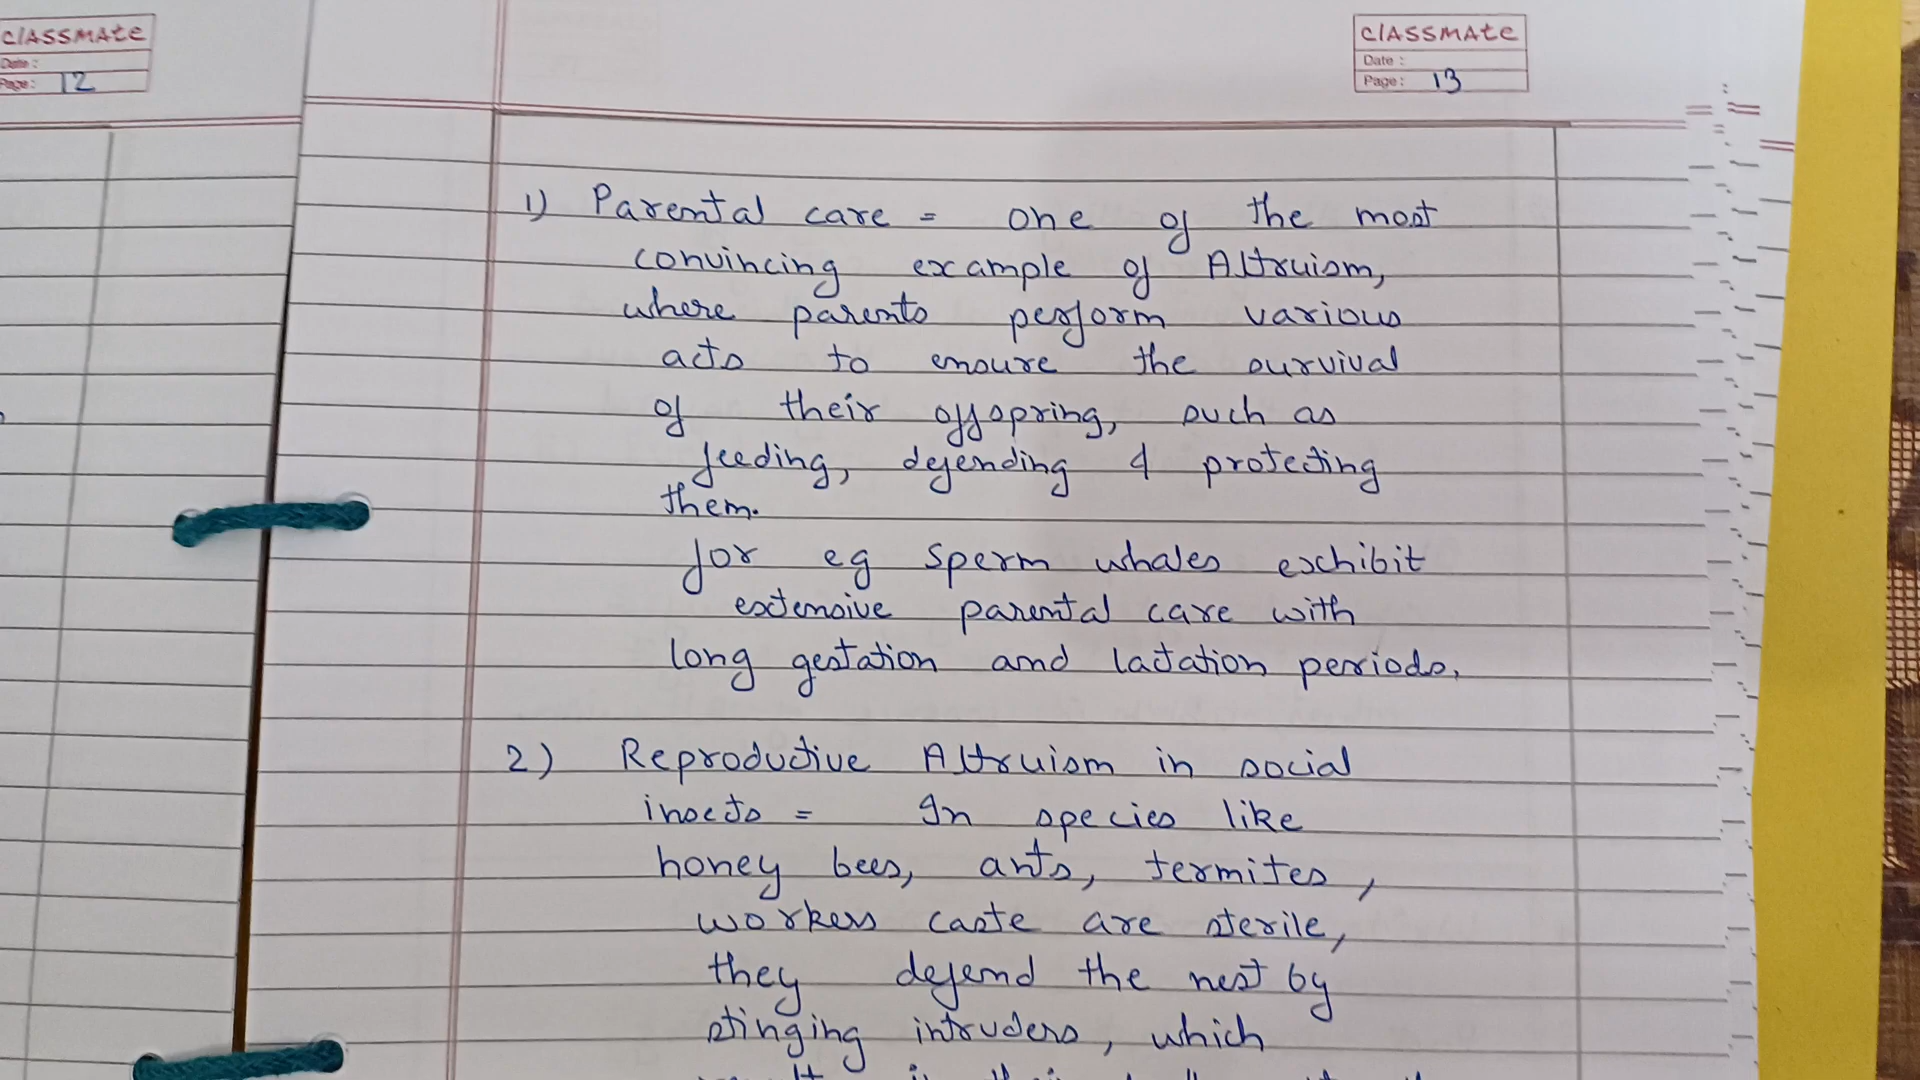 classmate
Date :
Page : 12
classmate
Date :
Page : 13
1) Parental care = one of the most
convincing example of Altruism,
where parents perform various
acts to ensure the survival
of their offspring, such as
feeding, defending & protecting
them.
for eg sperm whales exhibit
extensive parental care with
long gestation and lactation periods.
2) Reproductive Altruism in social
insects = In species like
honey bees, ants, termites,
workers caste are sterile,
they defend the nest by
stinging intruders, which